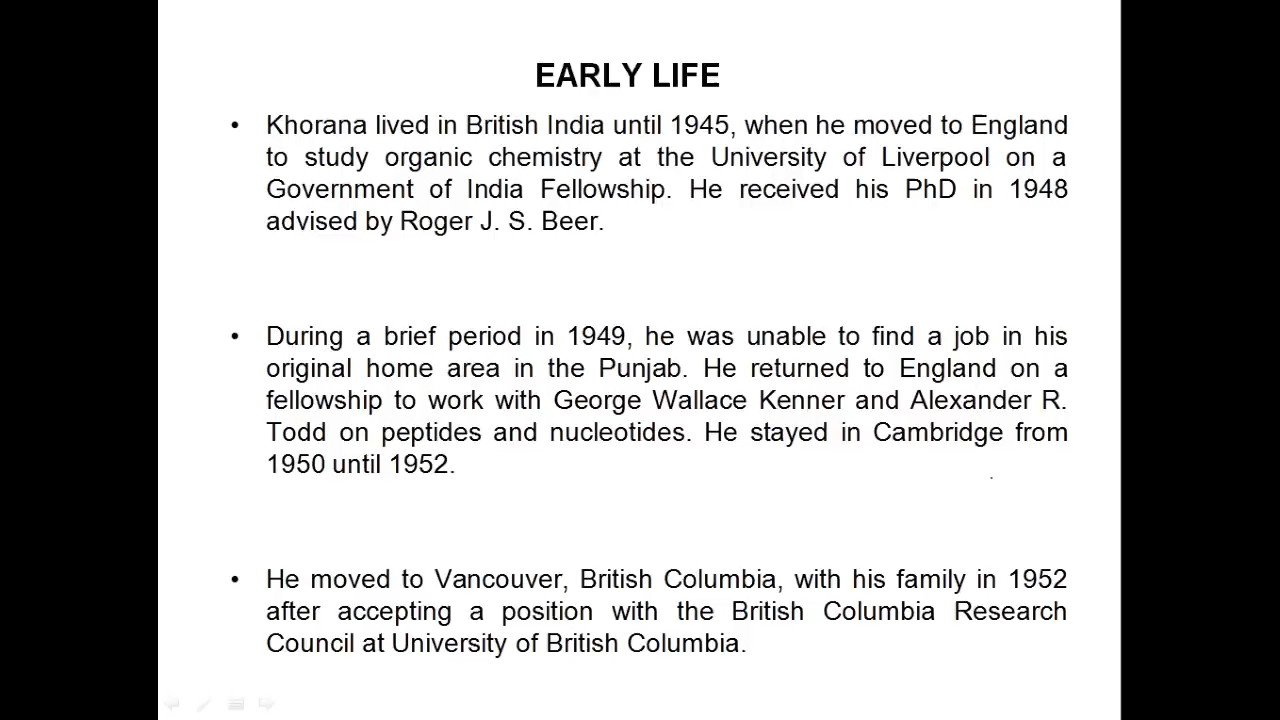 EARLY LIFE
• Khorana lived in British India until 1945, when he moved to England
to study organic chemistry at the University of Liverpool on a
Government of India Fellowship. He received his PhD in 1948
advised by Roger J. S. Beer.
• During a brief period in 1949, he was unable to find a job in his
original home area in the Punjab. He returned to England on a
fellowship to work with George Wallace Kenner and Alexander R.
Todd on peptides and nucleotides. He stayed in Cambridge from
1950 until 1952.
• He moved to Vancouver, British Columbia, with his family in 1952
after accepting a position with the British Columbia Research
Council at University of British Columbia.